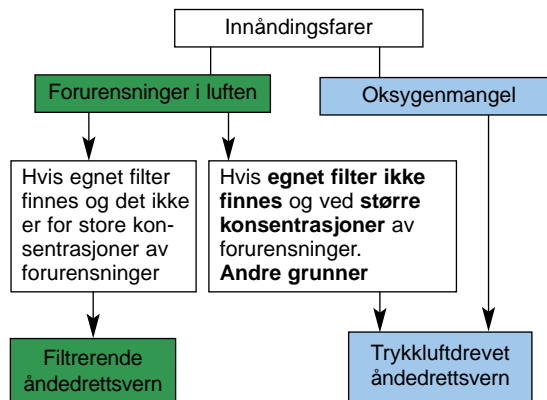 Innåndingsfarer
Forurensninger i luften
Oksygenmangel
Hvis egnet filter
finnes og det ikke
er for store kon-
sentrasjoner av
forurensninger
Hvis egnet filter ikke
finnes og ved større
konsentrasjoner av
forurensninger.
Andre grunner
Filtrerende
åndedrettsvern
Trykkluftdrevet
åndedrettsvern